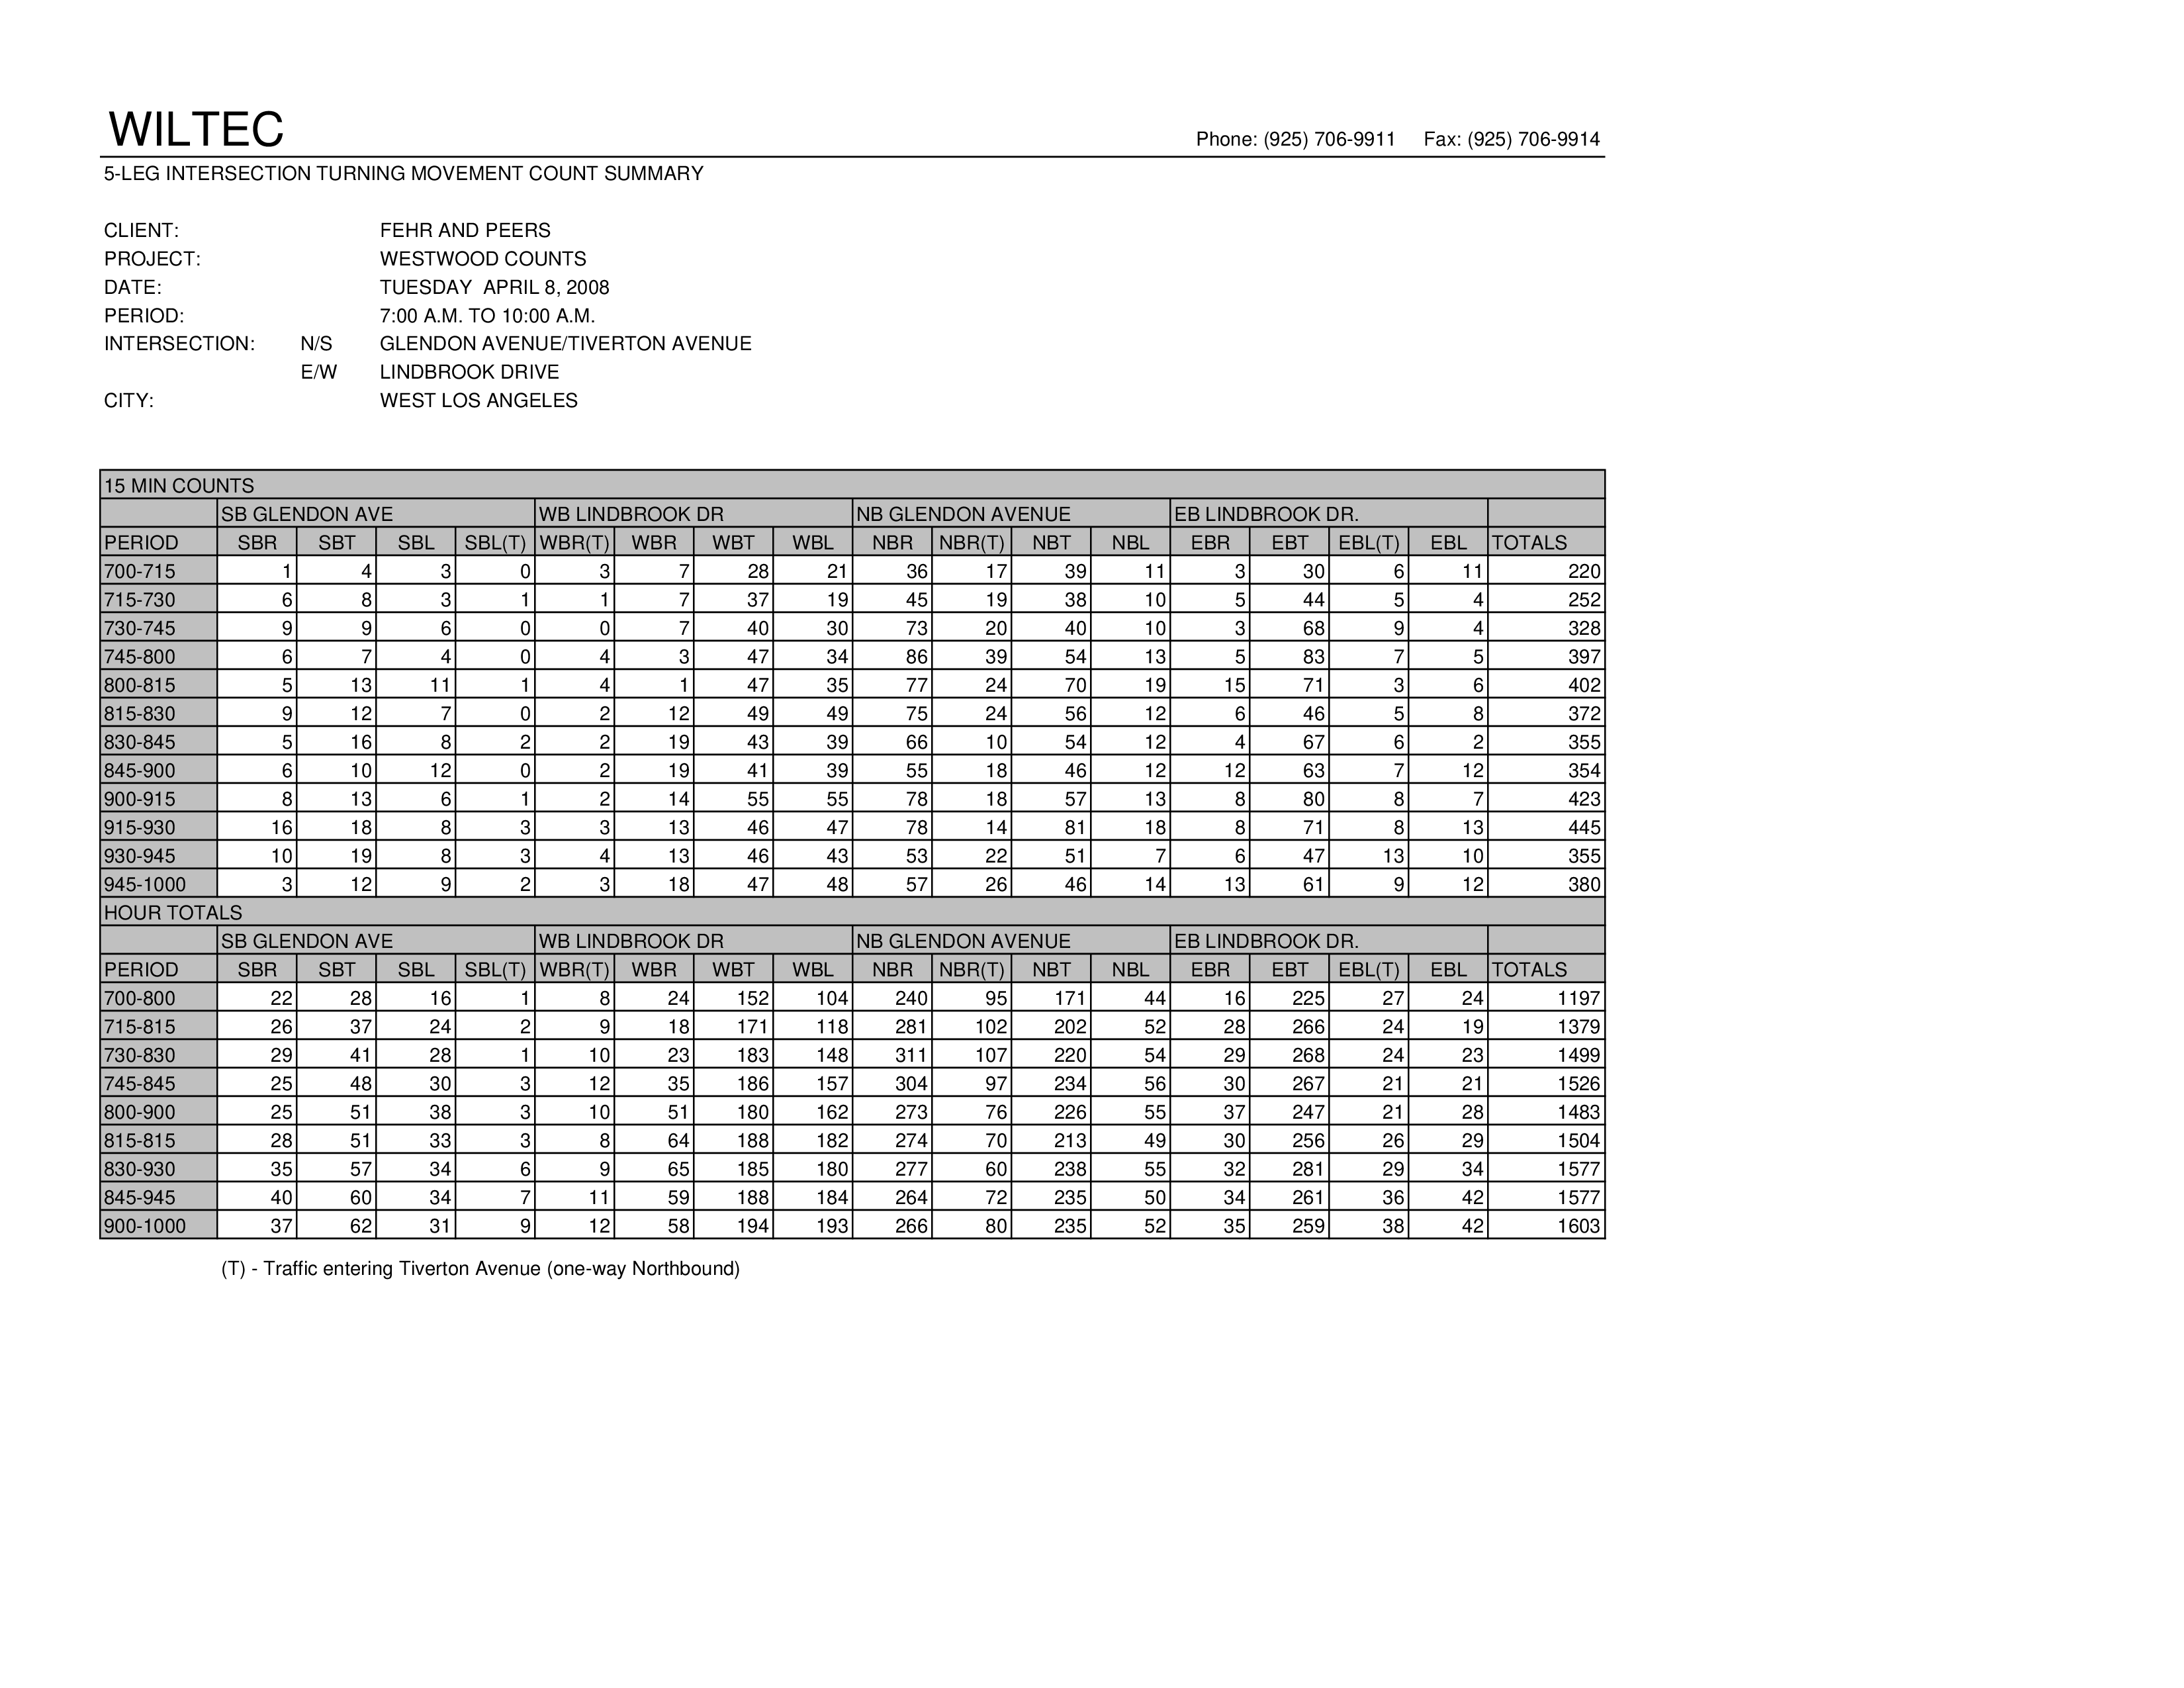 WILTEC
Phone: (925) 706-9911 Fax: (925) 706-9914
5-LEG INTERSECTION TURNING MOVEMENT COUNT SUMMARY
CLIENT: FEHR AND PEERS
PROJECT: WESTWOOD COUNTS
DATE: TUESDAY APRIL 8, 2008
PERIOD: 7:00 A.M. TO 10:00 A.M.
INTERSECTION: N/S GLENDON AVENUE/TIVERTON AVENUE
E/W LINDBROOK DRIVE
CITY: WEST LOS ANGELES
15 MIN COUNTS
SB GLENDON AVE WB LINDBROOK DR NB GLENDON AVENUE EB LINDBROOK DR.
PERIOD SBR SBT SBL SBL(T) WBR(T) WBR WBT WBL NBR NBR(T) NBT NBL EBR EBT EBL(T) EBL TOTALS
700-715 1 4 3 0 3 7 28 21 36 17 39 11 3 30 6 11 220
715-730 6 8 3 1 1 7 37 19 45 19 38 10 5 44 5 4 252
730-745 9 9 6 0 0 7 40 30 73 20 40 10 3 68 9 4 328
745-800 6 7 4 0 4 3 47 34 86 39 54 13 5 83 7 5 397
800-815 5 13 11 1 4 1 47 35 77 24 70 19 15 71 3 6 402
815-830 9 12 7 0 2 12 49 49 75 24 56 12 6 46 5 8 372
830-845 5 16 8 2 2 19 43 39 66 10 54 12 4 67 6 2 355
845-900 6 10 12 0 2 19 41 39 55 18 46 12 12 63 7 12 354
900-915 8 13 6 1 2 14 55 55 78 18 57 13 8 80 8 7 423
915-930 16 18 8 3 3 13 46 47 78 14 81 18 8 71 8 13 445
930-945 10 19 8 3 4 13 46 43 53 22 51 7 6 47 13 10 355
945-1000 3 12 9 2 3 18 47 48 57 26 46 14 13 61 9 12 380
HOUR TOTALS
SB GLENDON AVE WB LINDBROOK DR NB GLENDON AVENUE EB LINDBROOK DR.
PERIOD SBR SBT SBL SBL(T) WBR(T) WBR WBT WBL NBR NBR(T) NBT NBL EBR EBT EBL(T) EBL TOTALS
700-800 22 28 16 1 8 24 152 104 240 95 171 44 16 225 27 24 1197
715-815 26 37 24 2 9 18 171 118 281 102 202 52 28 266 24 19 1379
730-830 29 41 28 1 10 23 183 148 311 107 220 54 29 268 24 23 1499
745-845 25 48 30 3 12 35 186 157 304 97 234 56 30 267 21 21 1526
800-900 25 51 38 3 10 51 180 162 273 76 226 55 37 247 21 28 1483
815-815 28 51 33 3 8 64 188 182 274 70 213 49 30 256 26 29 1504
830-930 35 57 34 6 9 65 185 180 277 60 238 55 32 281 29 34 1577
845-945 40 60 34 7 11 59 188 184 264 72 235 50 34 261 36 42 1577
900-1000 37 62 31 9 12 58 194 193 266 80 235 52 35 259 38 42 1603
(T) - Traffic entering Tiverton Avenue (one-way Northbound)